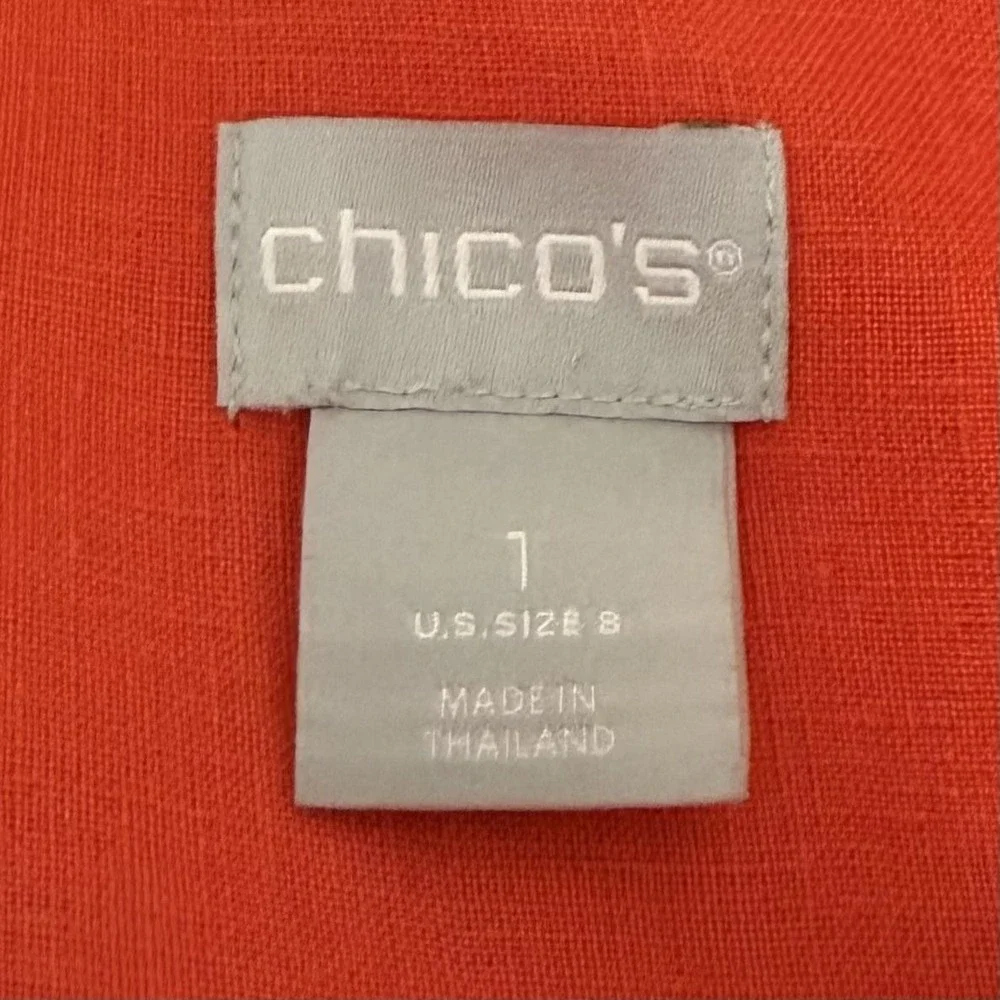 chico's®
1
U.S. SIZE 8
MADE IN
THAILAND